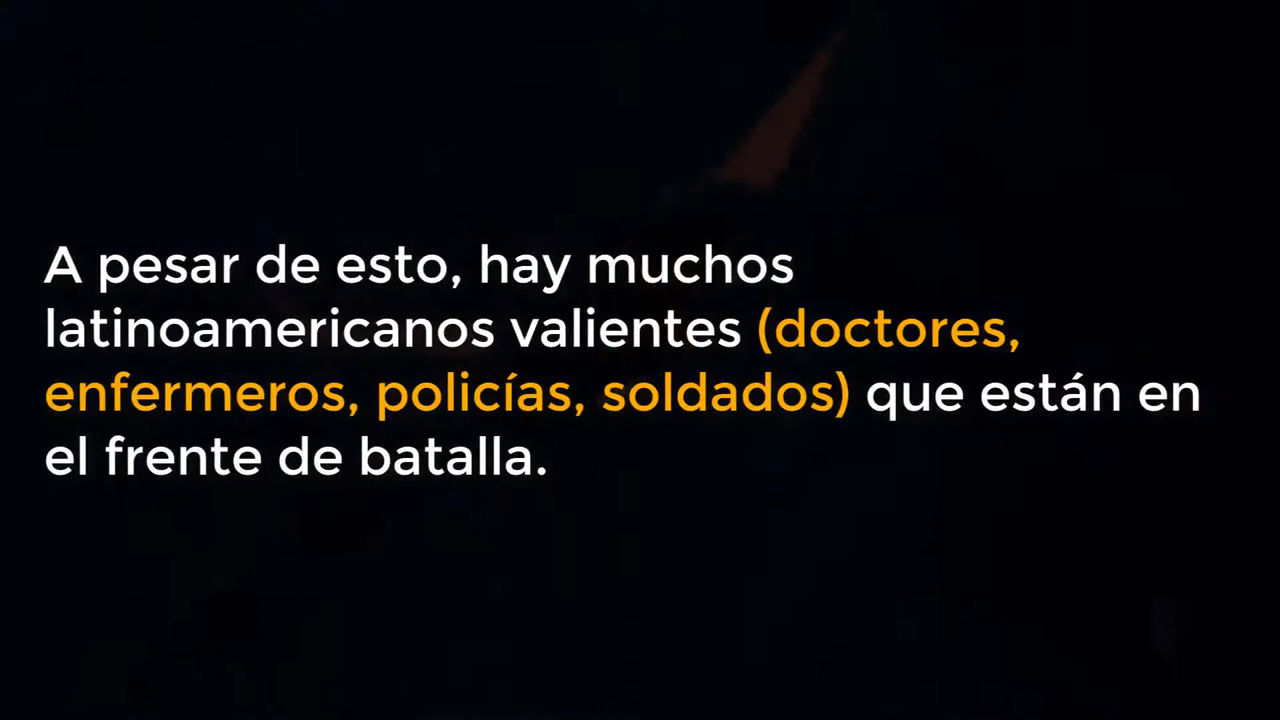 A pesar de esto, hay muchos
latinoamericanos valientes (doctores,
enfermeros, policías, soldados) que están en
el frente de batalla.